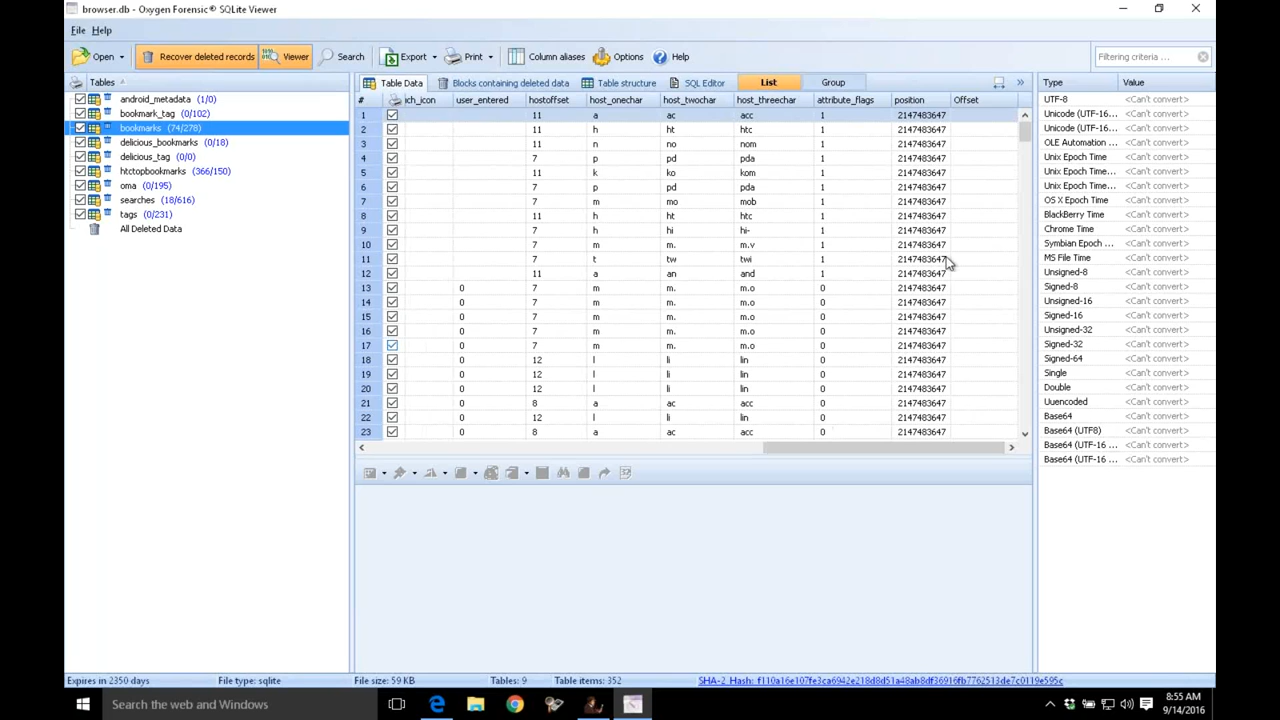 browser.db - Oxygen Forensic® SQLite Viewer
File Help
Open Recover deleted records Viewer Search Export Print Column aliases Options Help Filtering criteria ...
Tables
android_metadata (1/0)
bookmark_tag (0/102)
bookmarks (74/278)
delicious_bookmarks (0/18)
delicious_tag (0/0)
htctopbookmarks (366/150)
oma (0/195)
searches (18/616)
tags (0/231)
All Deleted Data
Table Data Blocks containing deleted data Table structure SQL Editor List Group
# ich_icon user_entered hostoffset host_onechar host_twochar host_threechar attribute_flags position Offset
1 11 a ac acc 1 2147483647
2 11 h ht htc 1 2147483647
3 11 n no nom 1 2147483647
4 7 p pd pda 1 2147483647
5 11 k ko kom 1 2147483647
6 7 p pd pda 1 2147483647
7 7 m mo mob 1 2147483647
8 11 h ht htc 1 2147483647
9 7 h hi hi- 1 2147483647
10 7 m m. m.v 1 2147483647
11 7 t tw twi 1 2147483647
12 11 a an and 1 2147483647
13 0 7 m m. m.o 0 2147483647
14 0 7 m m. m.o 0 2147483647
15 0 7 m m. m.o 0 2147483647
16 0 7 m m. m.o 0 2147483647
17 0 7 m m. m.o 0 2147483647
18 0 12 l li lin 0 2147483647
19 0 12 l li lin 0 2147483647
20 0 12 l li lin 0 2147483647
21 0 8 a ac acc 0 2147483647
22 0 12 l li lin 0 2147483647
23 0 8 a ac acc 0 2147483647
Type Value
UTF-8 <Can't convert>
Unicode (UTF-16... <Can't convert>
Unicode (UTF-16... <Can't convert>
OLE Automation ... <Can't convert>
Unix Epoch Time <Can't convert>
Unix Epoch Time... <Can't convert>
Unix Epoch Time... <Can't convert>
OS X Epoch Time <Can't convert>
BlackBerry Time <Can't convert>
Chrome Time <Can't convert>
Symbian Epoch ... <Can't convert>
MS File Time <Can't convert>
Unsigned-8 <Can't convert>
Signed-8 <Can't convert>
Unsigned-16 <Can't convert>
Signed-16 <Can't convert>
Unsigned-32 <Can't convert>
Signed-32 <Can't convert>
Signed-64 <Can't convert>
Single <Can't convert>
Double <Can't convert>
Uuencoded <Can't convert>
Base64 <Can't convert>
Base64 (UTF8) <Can't convert>
Base64 (UTF-16 ... <Can't convert>
Base64 (UTF-16 ... <Can't convert>
Expires in 2350 days File type: sqlite File size: 59 KB Tables: 9 Table items: 352
Search the web and Windows
8:55 AM
9/14/2016